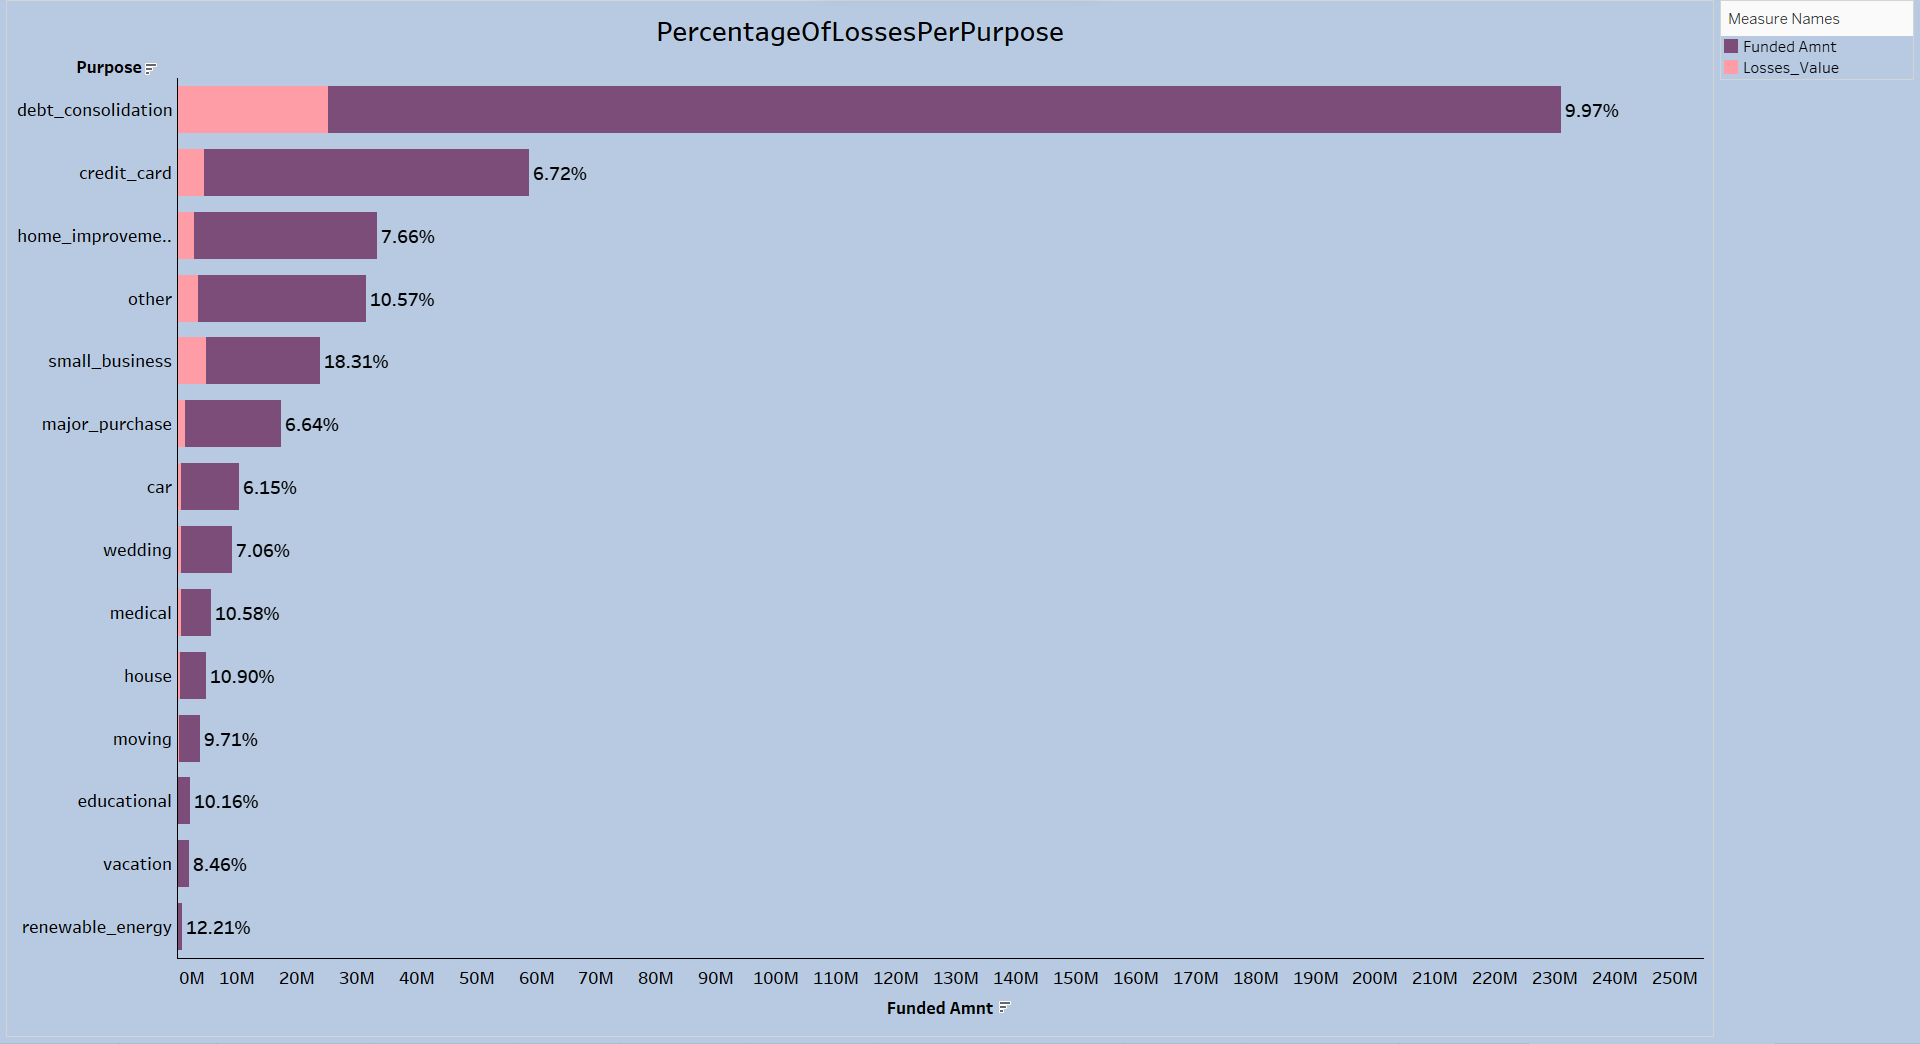 PercentageOfLossesPerPurpose
Measure Names
Funded Amnt
Losses_Value
Purpose
debt_consolidation 9.97%
credit_card 6.72%
home_improveme.. 7.66%
other 10.57%
small_business 18.31%
major_purchase 6.64%
car 6.15%
wedding 7.06%
medical 10.58%
house 10.90%
moving 9.71%
educational 10.16%
vacation 8.46%
renewable_energy 12.21%
0M 10M 20M 30M 40M 50M 60M 70M 80M 90M 100M 110M 120M 130M 140M 150M 160M 170M 180M 190M 200M 210M 220M 230M 240M 250M
Funded Amnt